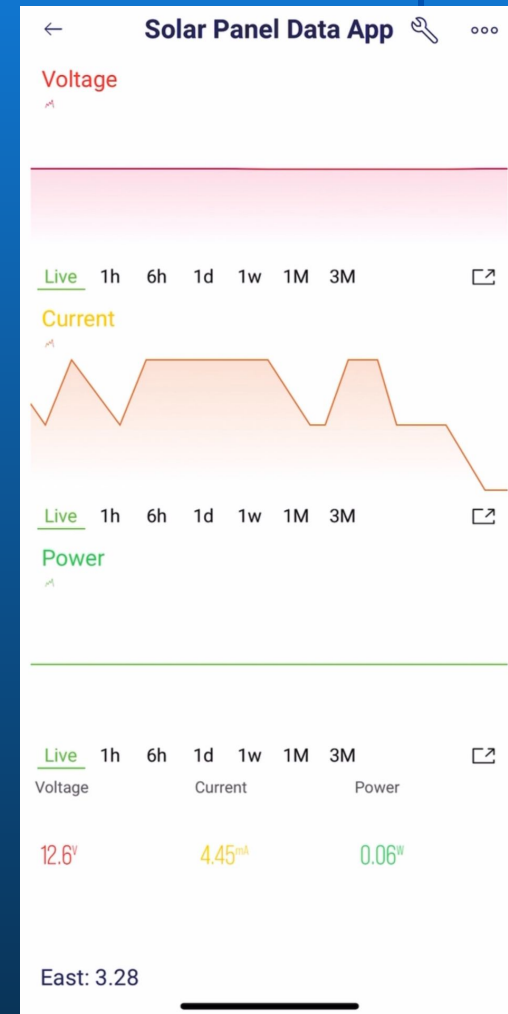 Solar Panel Data App
Voltage
Live 1h 6h 1d 1w 1M 3M
Current
Live 1h 6h 1d 1w 1M 3M
Power
Live 1h 6h 1d 1w 1M 3M
Voltage Current Power
12.6V 4.45mA 0.06W
East: 3.28